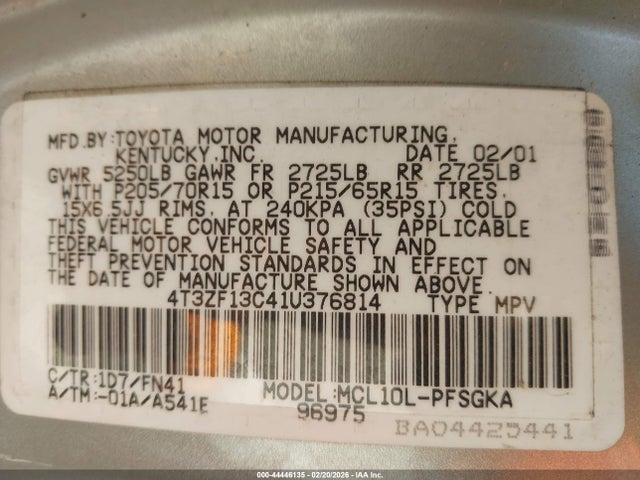 MFD.BY:TOYOTA MOTOR MANUFACTURING,
KENTUCKY,INC. DATE 02/01
GVWR 5250LB GAWR FR 2725LB RR 2725LB
WITH P205/70R15 OR P215/65R15 TIRES,
15X6.5JJ RIMS, AT 240KPA (35PSI) COLD
THIS VEHICLE CONFORMS TO ALL APPLICABLE
FEDERAL MOTOR VEHICLE SAFETY AND
THEFT PREVENTION STANDARDS IN EFFECT ON
THE DATE OF MANUFACTURE SHOWN ABOVE.
4T3ZF13C41U376814 TYPE MPV
C/TR:1D7/FN41 MODEL:MCL10L-PFSGKA
A/TM:-01A/A541E 96975
BA04425441
000-44446135 - 02/20/2026 - IAAI COPYRIGHT